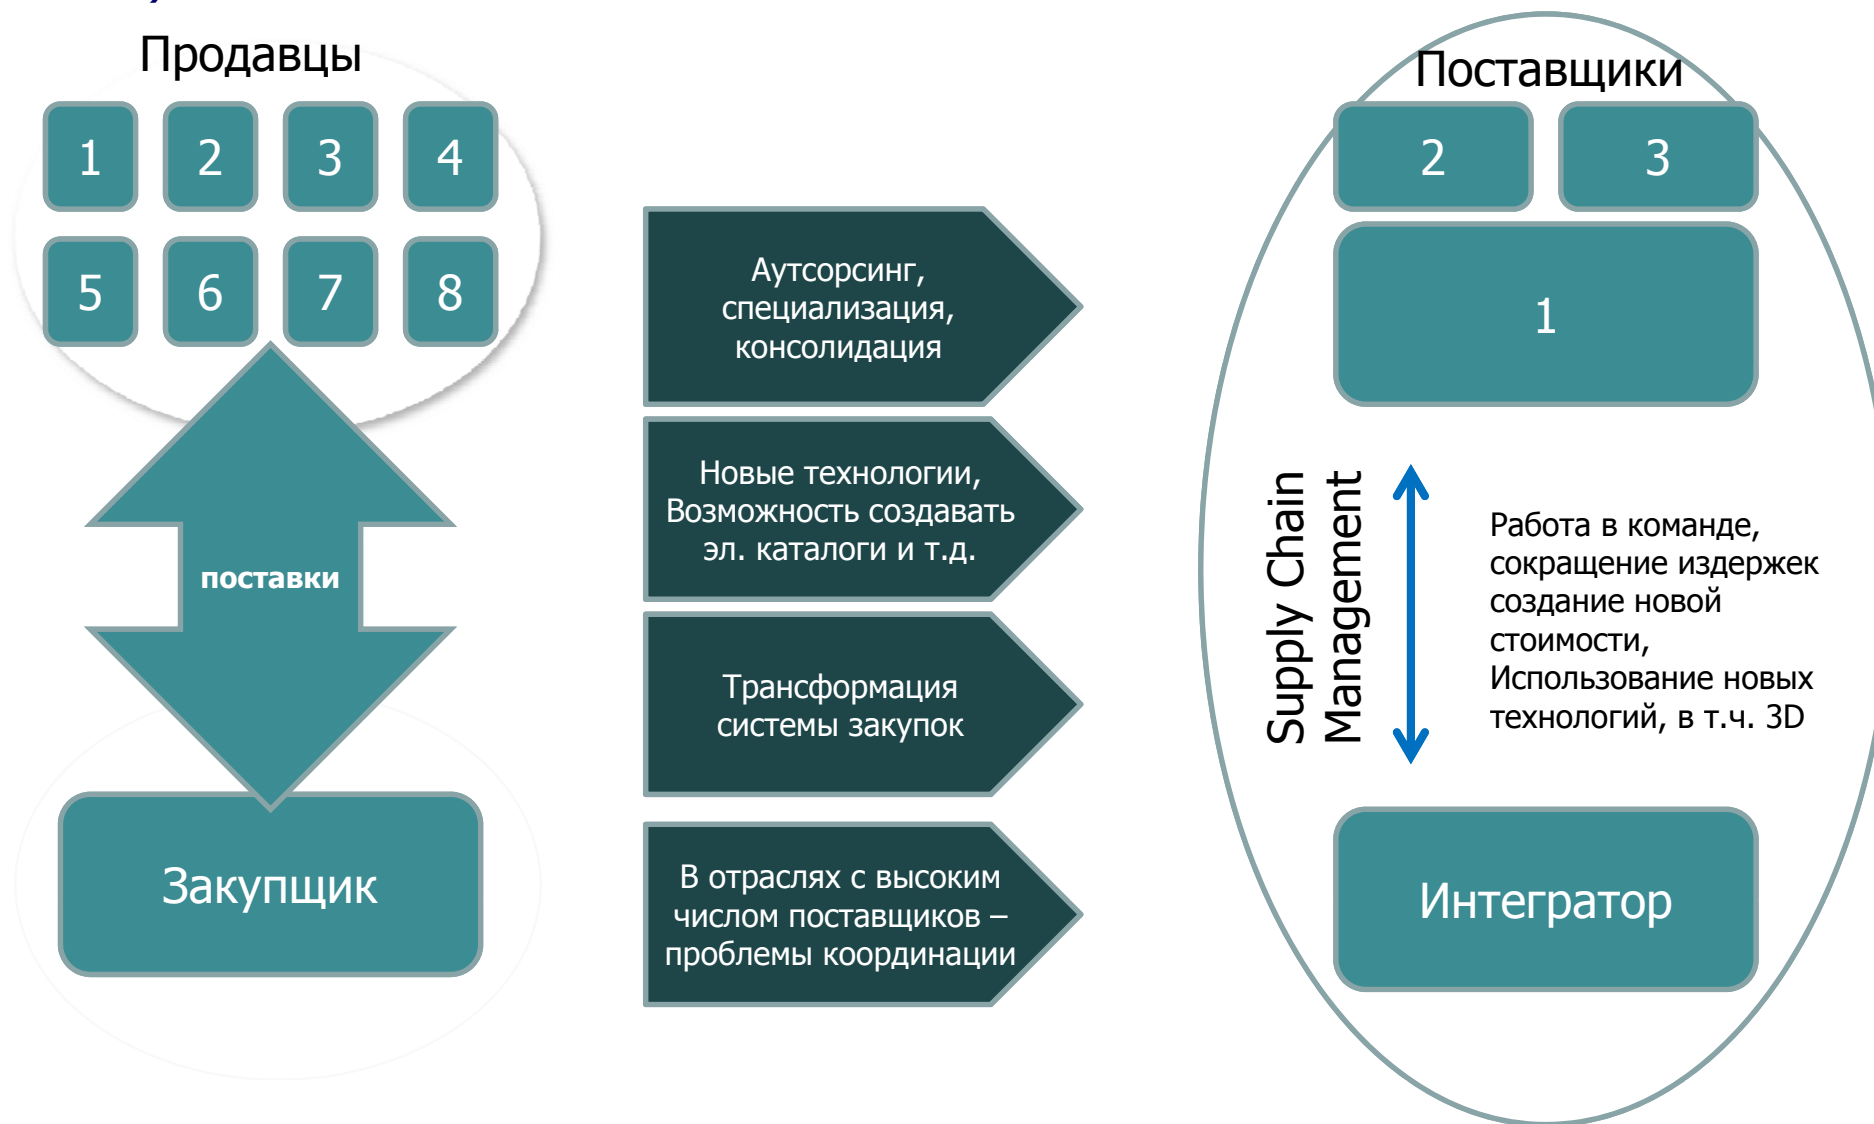 Продавцы
1 2 3 4
5 6 7 8
поставки
Закупщик
Аутсорсинг,
специализация,
консолидация
Новые технологии,
Возможность создавать
эл. каталоги и т.д.
Трансформация
системы закупок
В отраслях с высоким
числом поставщиков –
проблемы координации
Поставщики
2 3
1
Supply Chain
Management
Работа в команде,
сокращение издержек
создание новой
стоимости,
Использование новых
технологий, в т.ч. 3D
Интегратор